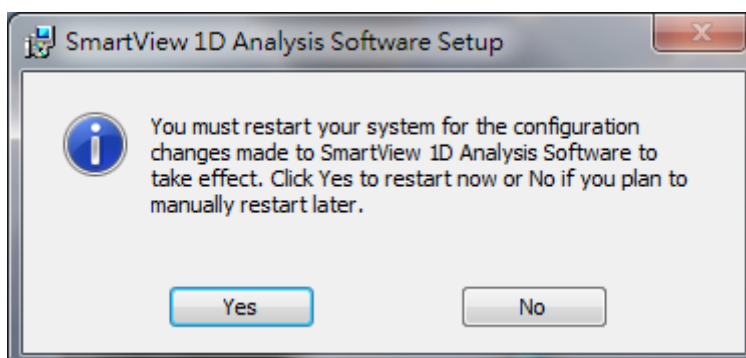 SmartView 1D Analysis Software Setup
You must restart your system for the configuration
changes made to SmartView 1D Analysis Software to
take effect. Click Yes to restart now or No if you plan to
manually restart later.
Yes
No